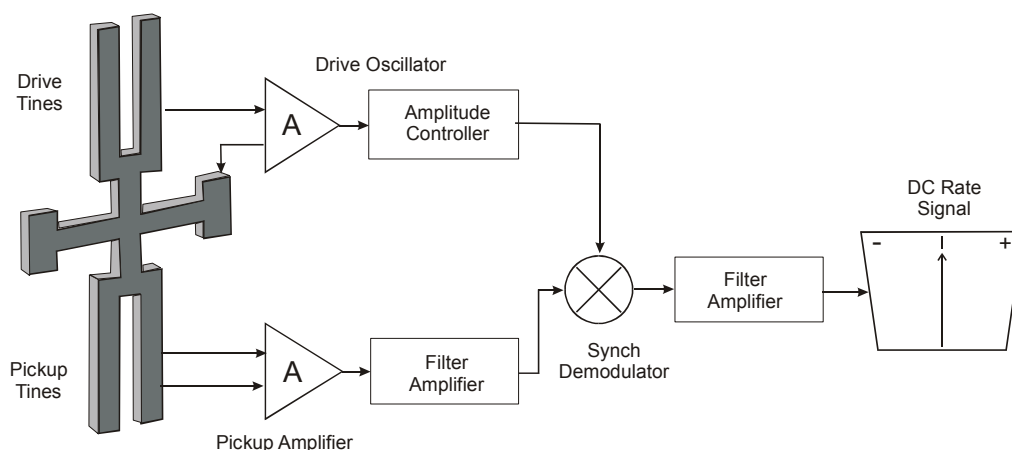 Drive Oscillator
Drive
Tines
A
Amplitude
Controller
DC Rate
Signal
- | +
Filter
Amplifier
Synch
Demodulator
Pickup
Tines
A
Filter
Amplifier
Pickup Amplifier